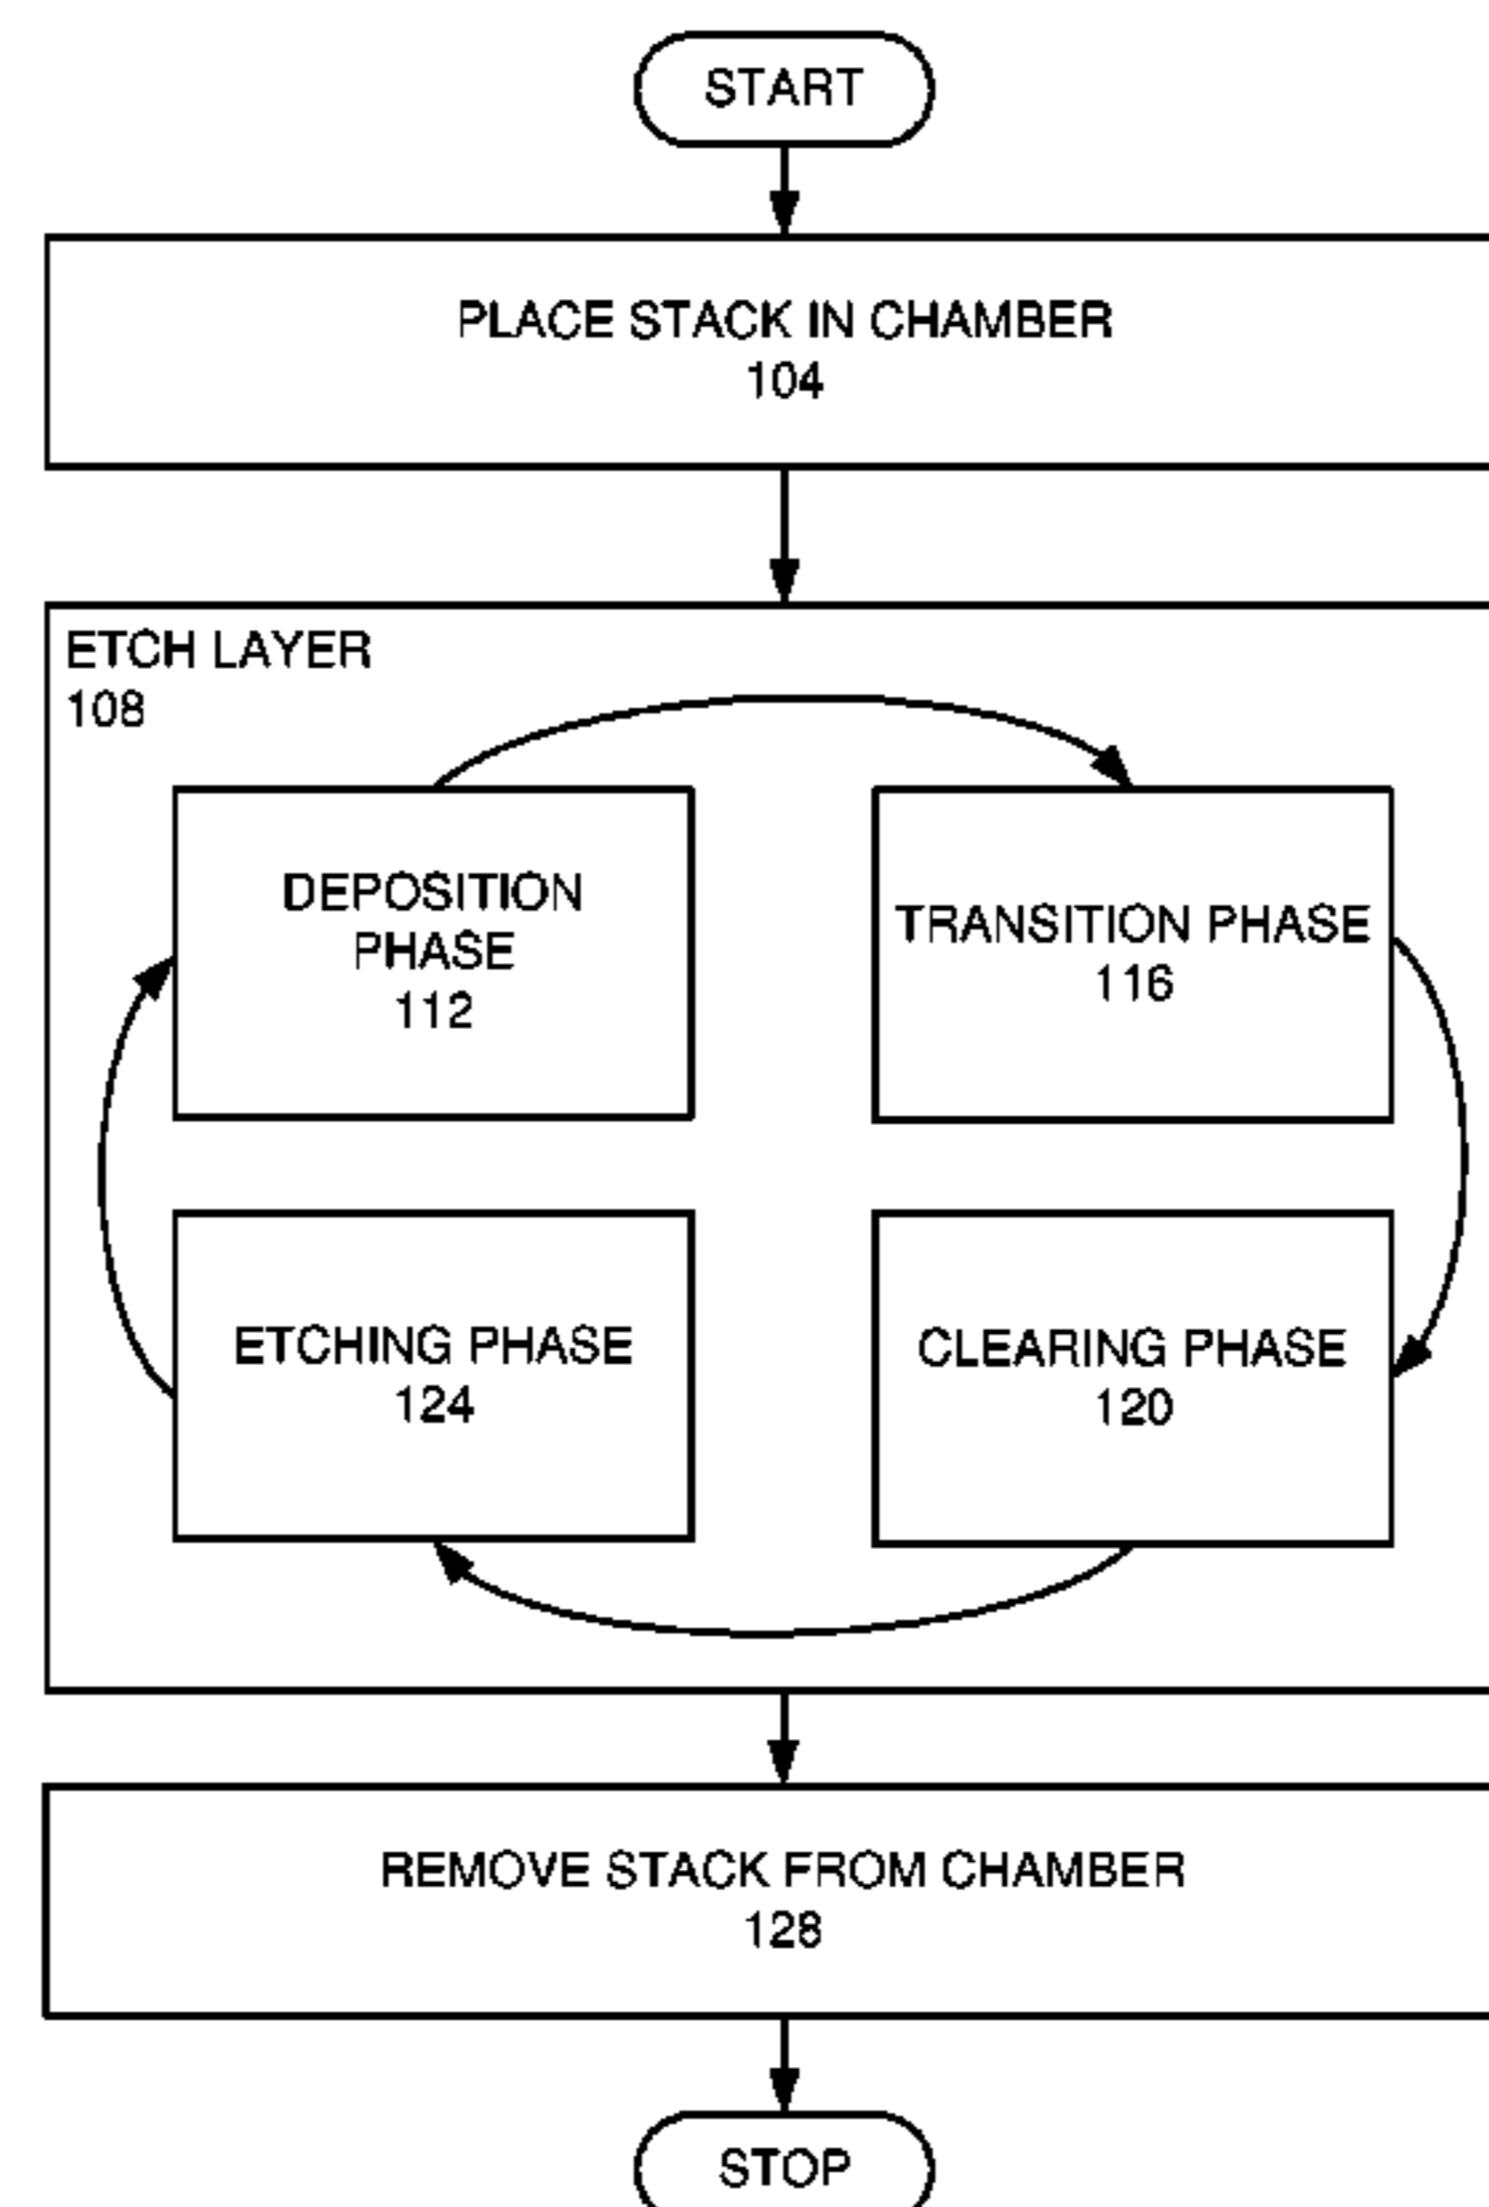 START
PLACE STACK IN CHAMBER
104
ETCH LAYER
108
DEPOSITION
PHASE
112
TRANSITION PHASE
116
ETCHING PHASE
124
CLEARING PHASE
120
REMOVE STACK FROM CHAMBER
128
STOP